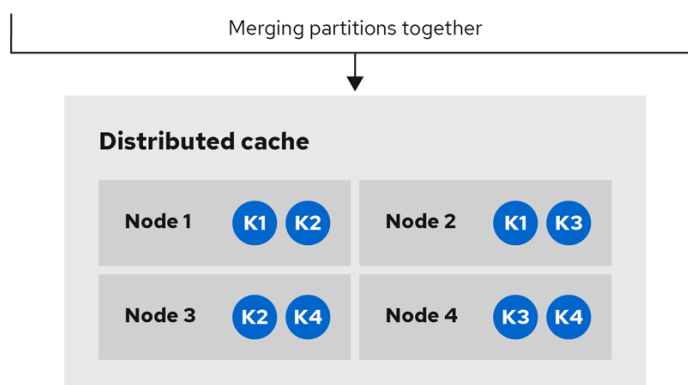 Merging partitions together
Distributed cache
Node 1 K1 K2
Node 2 K1 K3
Node 3 K2 K4
Node 4 K3 K4